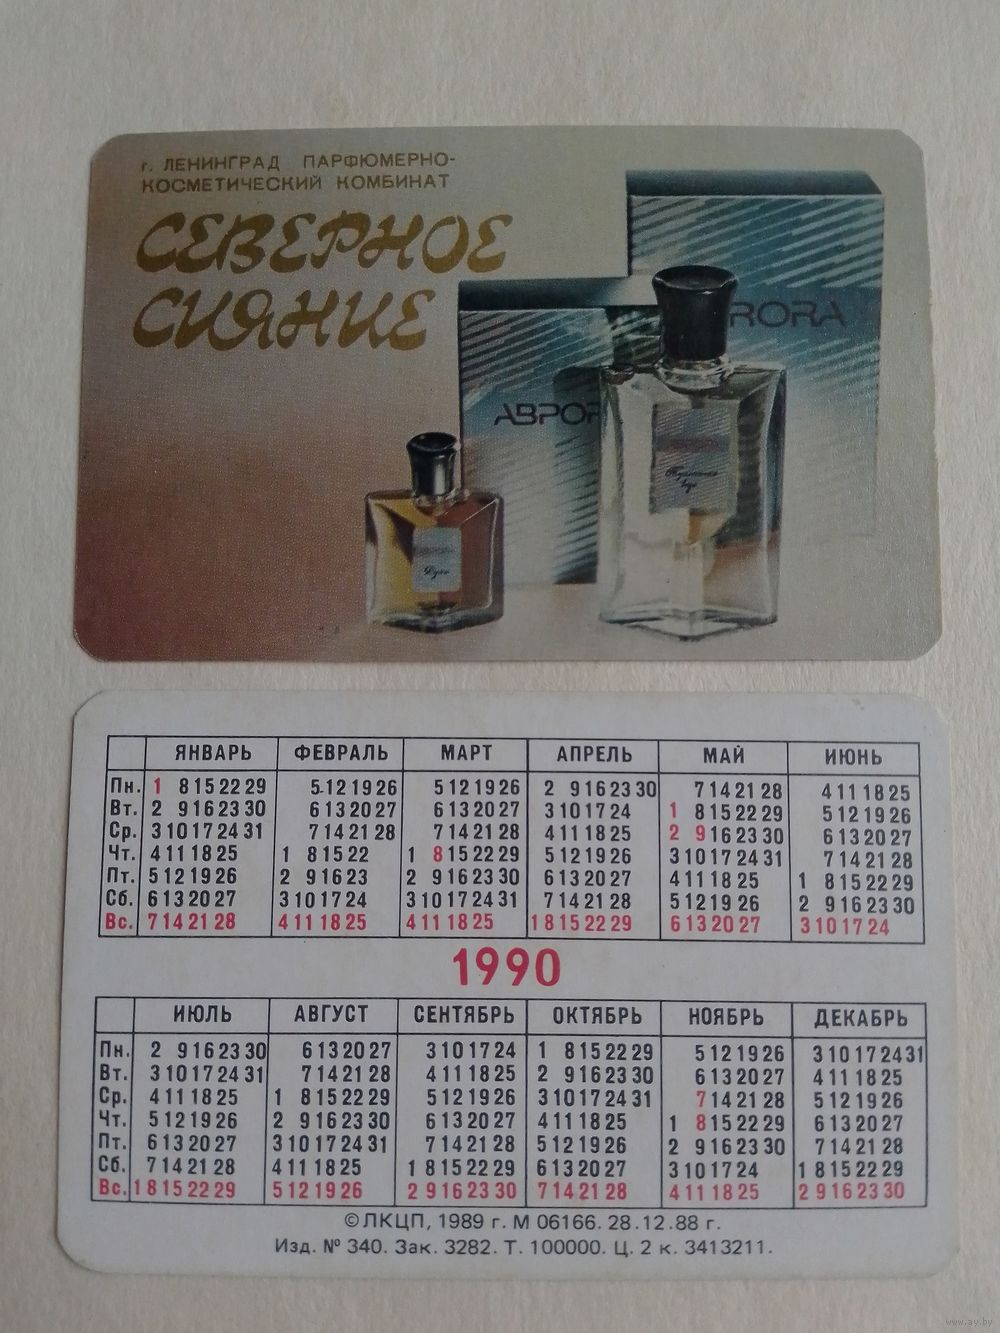 г. ЛЕНИНГРАД ПАРФЮМЕРНО-
КОСМЕТИЧЕСКИЙ КОМБИНАТ
СЕВЕРНОЕ
СИЯНИЕ
RORA
АВРОР
Духи
ЯНВАРЬ ФЕВРАЛЬ МАРТ АПРЕЛЬ МАЙ ИЮНЬ
Пн. 1 8 15 22 29 5 12 19 26 5 12 19 26 2 9 16 23 30 7 14 21 28 4 11 18 25
Вт. 2 9 16 23 30 6 13 20 27 6 13 20 27 3 10 17 24 1 8 15 22 29 5 12 19 26
Ср. 3 10 17 24 31 7 14 21 28 7 14 21 28 4 11 18 25 2 9 16 23 30 6 13 20 27
Чт. 4 11 18 25 1 8 15 22 1 8 15 22 29 5 12 19 26 3 10 17 24 31 7 14 21 28
Пт. 5 12 19 26 2 9 16 23 2 9 16 23 30 6 13 20 27 4 11 18 25 1 8 15 22 29
Сб. 6 13 20 27 3 10 17 24 3 10 17 24 31 7 14 21 28 5 12 19 26 2 9 16 23 30
Вс. 7 14 21 28 4 11 18 25 4 11 18 25 1 8 15 22 29 6 13 20 27 3 10 17 24
1990
ИЮЛЬ АВГУСТ СЕНТЯБРЬ ОКТЯБРЬ НОЯБРЬ ДЕКАБРЬ
Пн. 2 9 16 23 30 6 13 20 27 3 10 17 24 1 8 15 22 29 5 12 19 26 3 10 17 24 31
Вт. 3 10 17 24 31 7 14 21 28 4 11 18 25 2 9 16 23 30 6 13 20 27 4 11 18 25
Ср. 4 11 18 25 1 8 15 22 29 5 12 19 26 3 10 17 24 31 7 14 21 28 5 12 19 26
Чт. 5 12 19 26 2 9 16 23 30 6 13 20 27 4 11 18 25 1 8 15 22 29 6 13 20 27
Пт. 6 13 20 27 3 10 17 24 31 7 14 21 28 5 12 19 26 2 9 16 23 30 7 14 21 28
Сб. 7 14 21 28 4 11 18 25 1 8 15 22 29 6 13 20 27 3 10 17 24 1 8 15 22 29
Вс. 1 8 15 22 29 5 12 19 26 2 9 16 23 30 7 14 21 28 4 11 18 25 2 9 16 23 30
©ЛКЦП, 1989 г. М 06166. 28.12.88 г.
Изд. № 340. Зак. 3282. Т. 100000. Ц. 2 к. 3413211.
www.ay.by